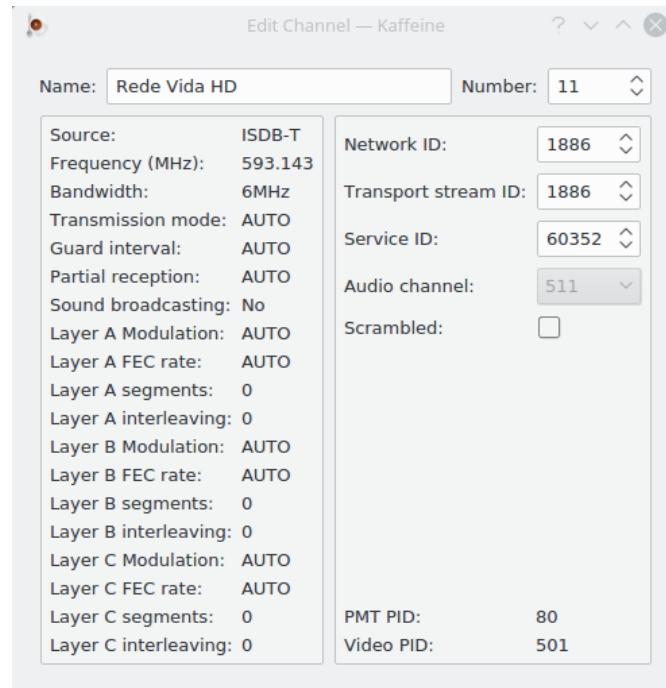 Edit Channel — Kaffeine
Name: Rede Vida HD Number: 11
Source: ISDB-T
Frequency (MHz): 593.143
Bandwidth: 6MHz
Transmission mode: AUTO
Guard interval: AUTO
Partial reception: AUTO
Sound broadcasting: No
Layer A Modulation: AUTO
Layer A FEC rate: AUTO
Layer A segments: 0
Layer A interleaving: 0
Layer B Modulation: AUTO
Layer B FEC rate: AUTO
Layer B segments: 0
Layer B interleaving: 0
Layer C Modulation: AUTO
Layer C FEC rate: AUTO
Layer C segments: 0
Layer C interleaving: 0
Network ID: 1886
Transport stream ID: 1886
Service ID: 60352
Audio channel: 511
Scrambled:
PMT PID: 80
Video PID: 501